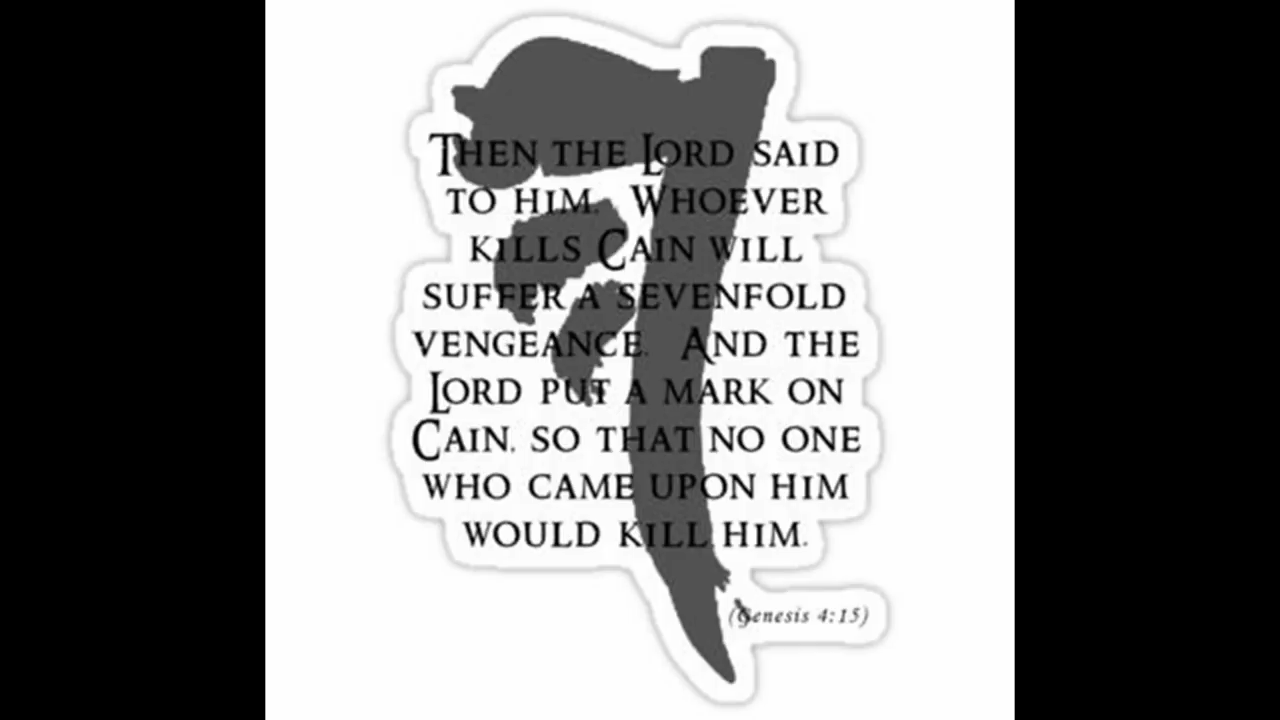 Then the Lord said
to him, Whoever
kills Cain will
suffer a sevenfold
vengeance. And the
Lord put a mark on
Cain, so that no one
who came upon him
would kill him.
(Genesis 4:15)